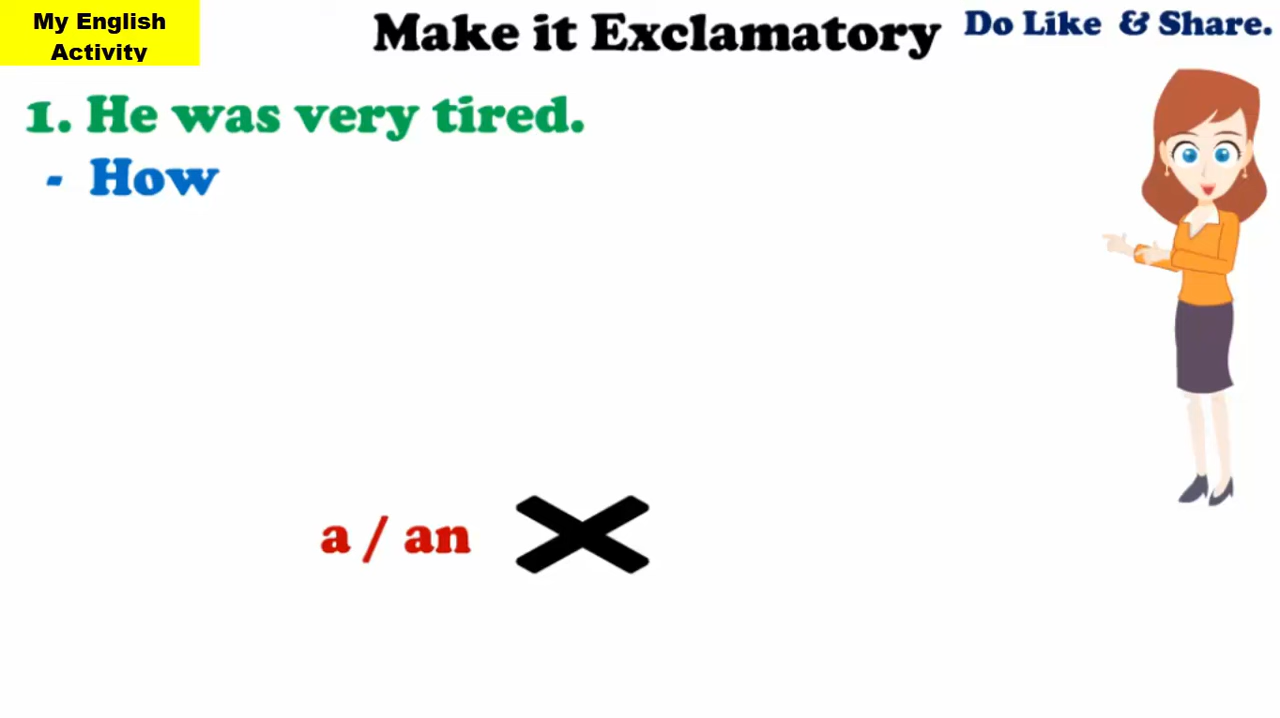 My English
Activity
Make it Exclamatory
Do Like & Share.
1. He was very tired.
- How
a / an